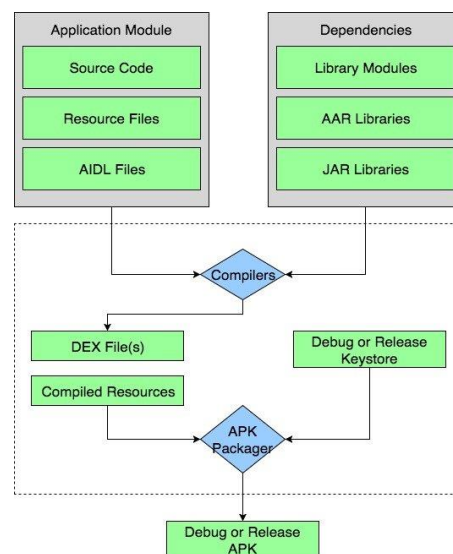 Application Module
Source Code
Resource Files
AIDL Files
Dependencies
Library Modules
AAR Libraries
JAR Libraries
Compilers
DEX File(s)
Compiled Resources
Debug or Release
Keystore
APK
Packager
Debug or Release
APK